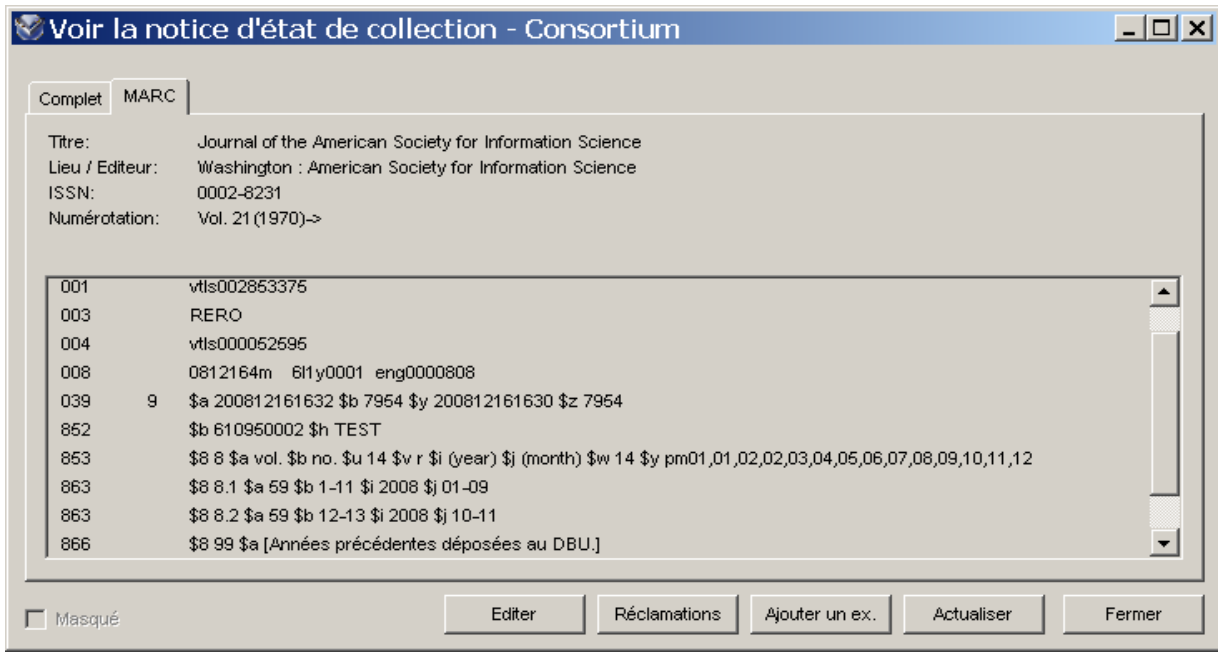 Voir la notice d'état de collection - Consortium
Complet MARC
Titre: Journal of the American Society for Information Science
Lieu / Editeur: Washington : American Society for Information Science
ISSN: 0002-8231
Numérotation: Vol. 21(1970)->
001 vtls002853375
003 RERO
004 vtls000052595
008 0812164m 6l1y0001 eng0000808
039 9 $a 200812161632 $b 7954 $y 200812161630 $z 7954
852 $b 610950002 $h TEST
853 $8 8 $a vol. $b no. $u 14 $v r $i (year) $j (month) $w 14 $y pm01,01,02,02,03,04,05,06,07,08,09,10,11,12
863 $8 8.1 $a 59 $b 1-11 $i 2008 $j 01-09
863 $8 8.2 $a 59 $b 12-13 $i 2008 $j 10-11
866 $8 99 $a [Années précédentes déposées au DBU.]
Masqué Editer Réclamations Ajouter un ex. Actualiser Fermer